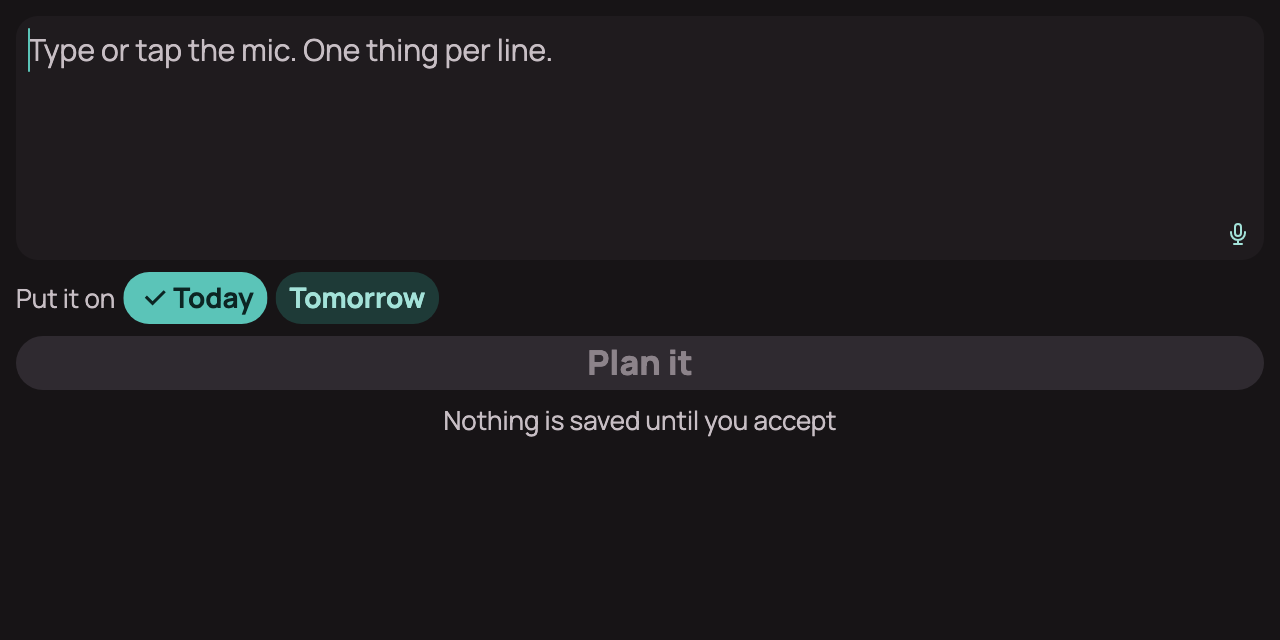 Type or tap the mic. One thing per line.
Put it on Today Tomorrow
Plan it
Nothing is saved until you accept